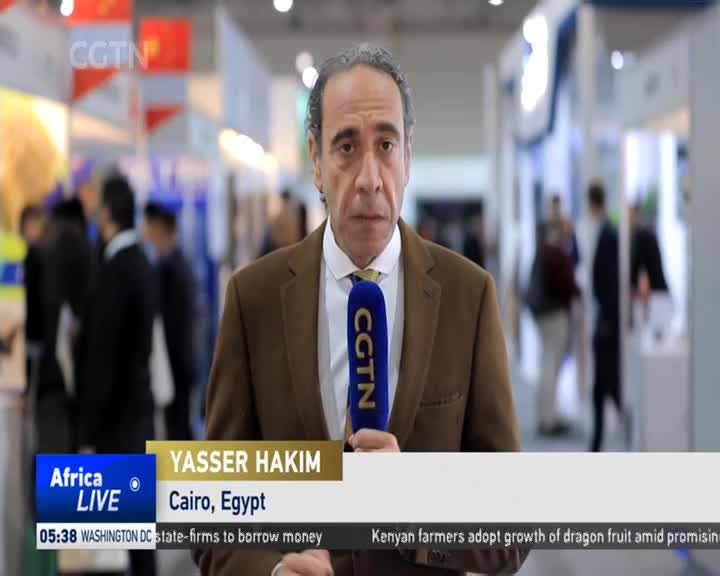 CGTN
CGTN
YASSER HAKIM
Africa
LIVE
Cairo, Egypt
05:38 WASHINGTON DC
state-firms to borrow money Kenyan farmers adopt growth of dragon fruit amid promising